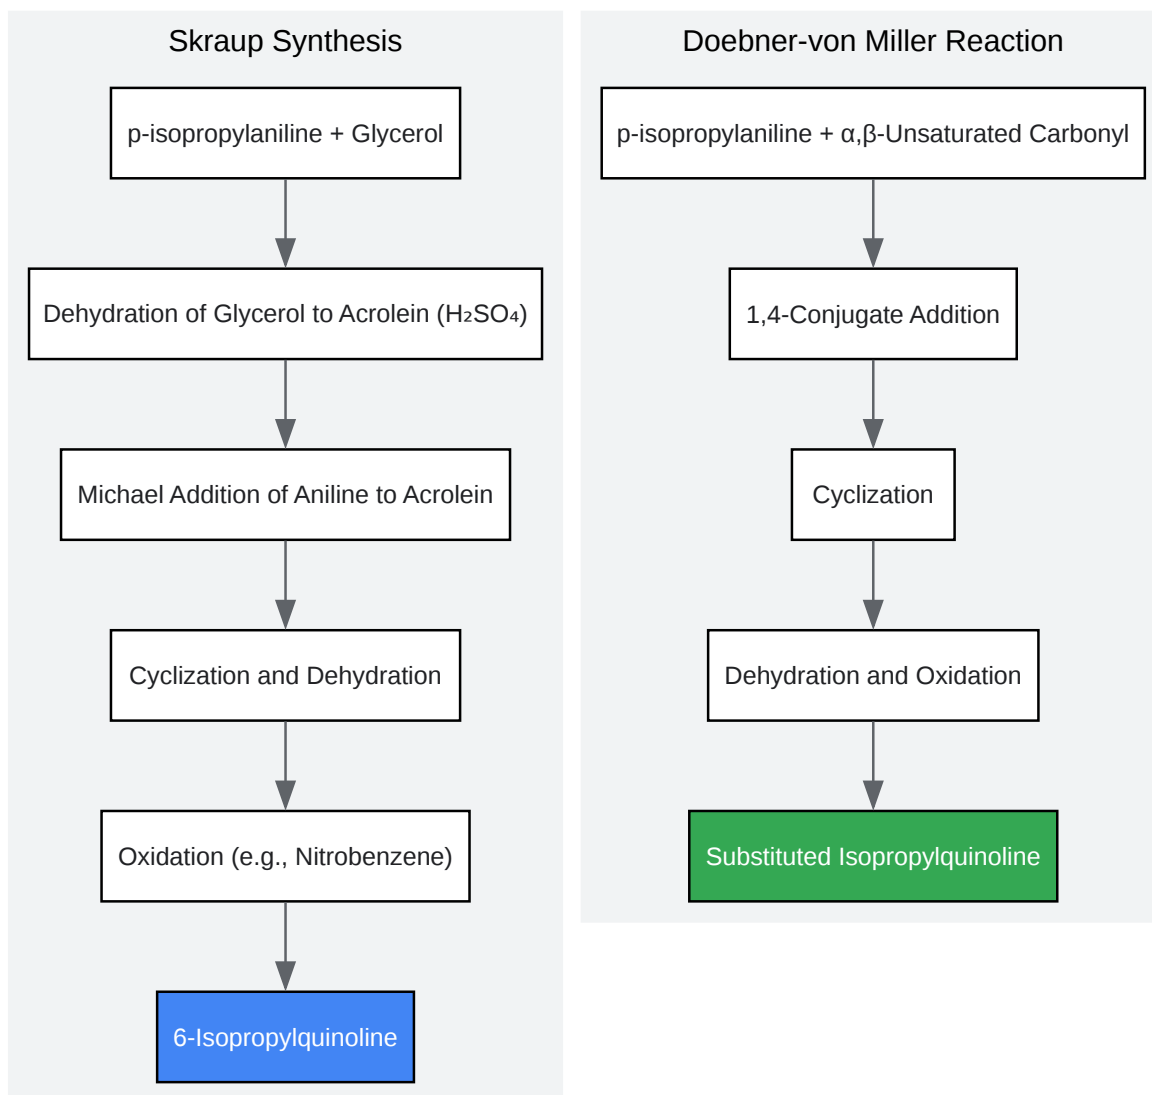 Skraup Synthesis
p-isopropylaniline + Glycerol
Dehydration of Glycerol to Acrolein (H₂SO₄)
Michael Addition of Aniline to Acrolein
Cyclization and Dehydration
Oxidation (e.g., Nitrobenzene)
6-Isopropylquinoline
Doebner-von Miller Reaction
p-isopropylaniline + α,β-Unsaturated Carbonyl
1,4-Conjugate Addition
Cyclization
Dehydration and Oxidation
Substituted Isopropylquinoline